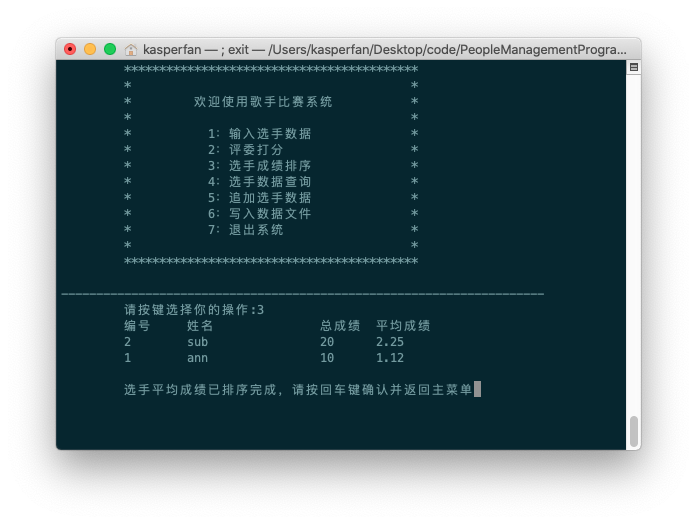 kasperfan — ; exit — /Users/kasperfan/Desktop/code/PeopleManagementProgra...
*****************************************
* *
* 欢迎使用歌手比赛系统 *
* *
* 1: 输入选手数据 *
* 2: 评委打分 *
* 3: 选手成绩排序 *
* 4: 选手数据查询 *
* 5: 追加选手数据 *
* 6: 写入数据文件 *
* 7: 退出系统 *
* *
*****************************************
_____________________________________________________________________
请按键选择你的操作:3
编号 姓名 总成绩 平均成绩
2 sub 20 2.25
1 ann 10 1.12
选手平均成绩已排序完成, 请按回车键确认并返回主菜单